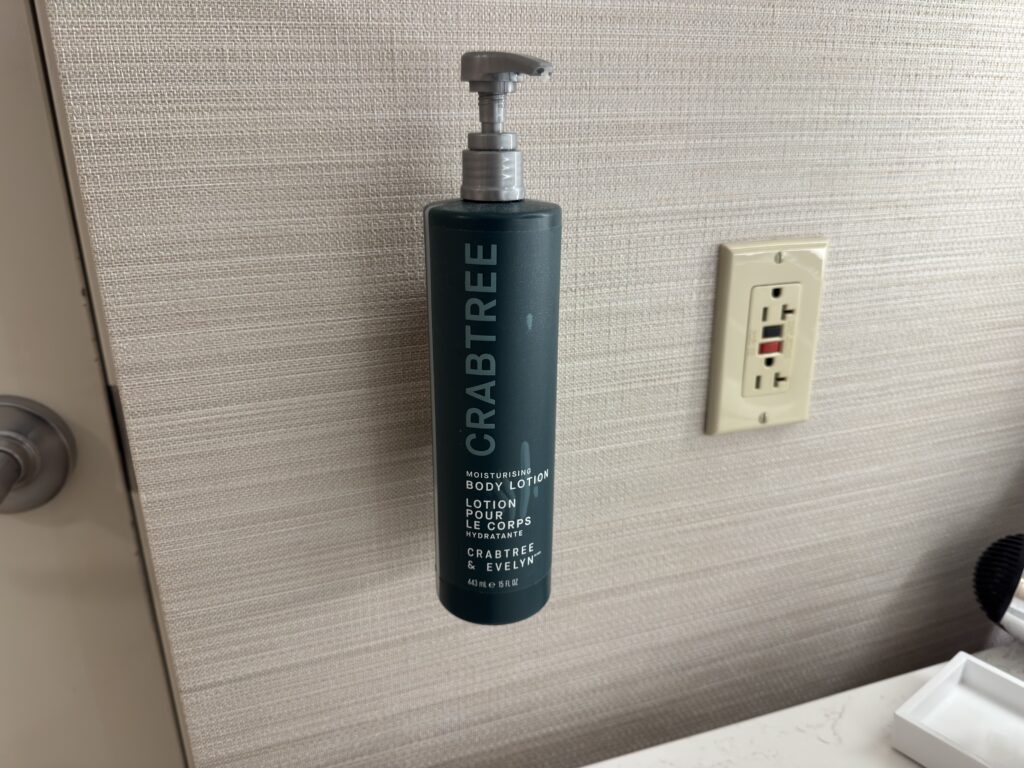 CRABTREE
MOISTURISING
BODY LOTION
LOTION
POUR
LE CORPS
HYDRATANTE
CRABTREE
& EVELYN
443 mL ℮ 15 FL OZ